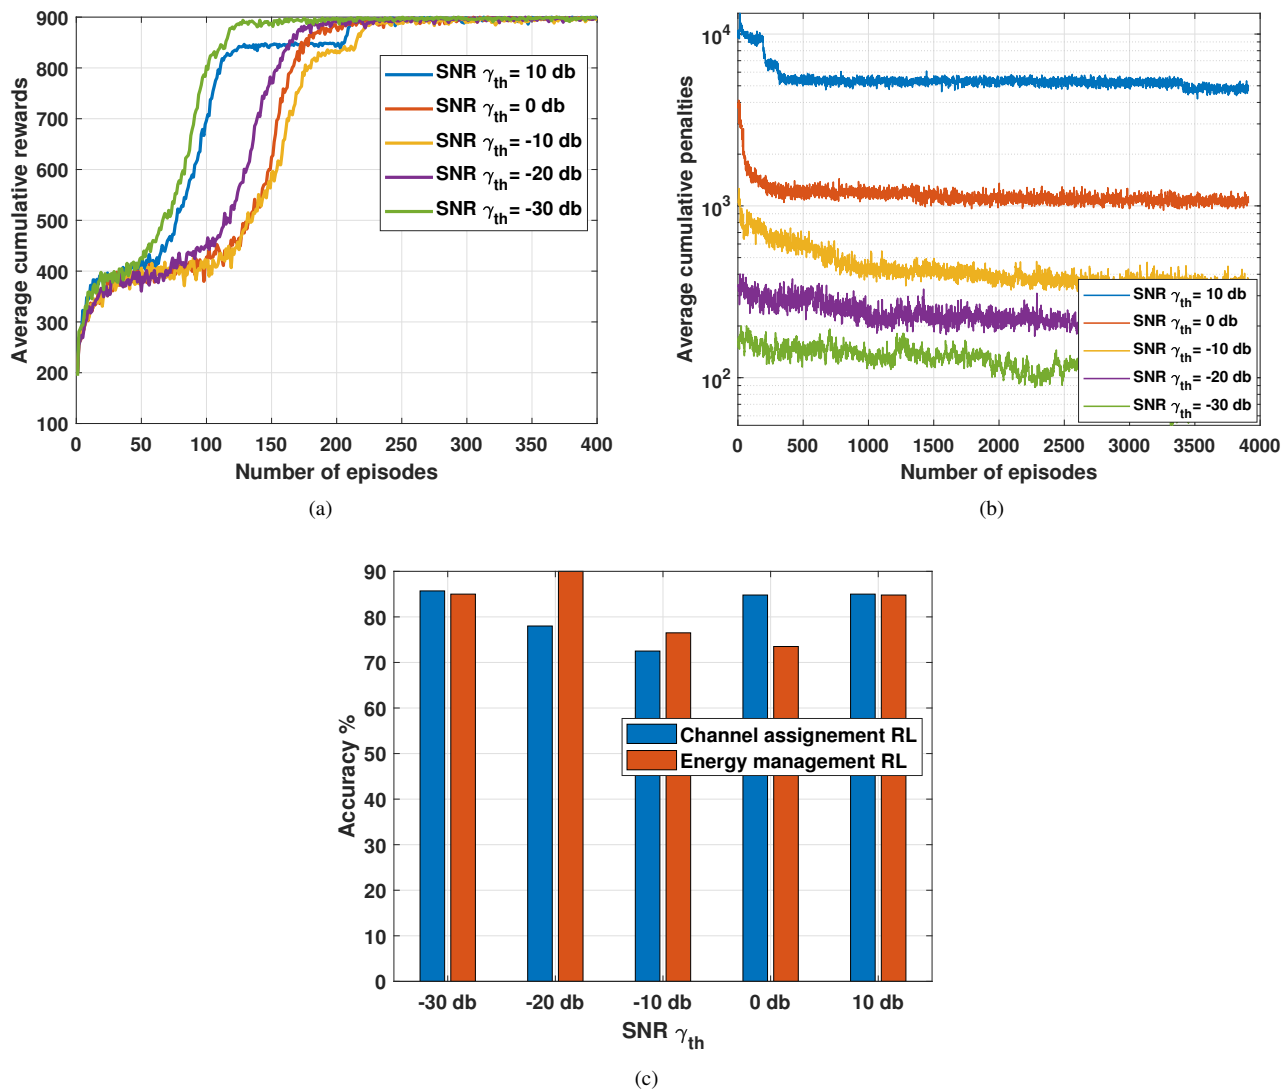 900
800
700
600
500
400
300
200
100
0 50 100 150 200 250 300 350 400
Average cumulative rewards
Number of episodes
SNR γth= 10 db
SNR γth= 0 db
SNR γth= -10 db
SNR γth= -20 db
SNR γth= -30 db
(a)
10^4
10^3
10^2
0 500 1000 1500 2000 2500 3000 3500 4000
Average cumulative penalties
Number of episodes
SNR γth= 10 db
SNR γth= 0 db
SNR γth= -10 db
SNR γth= -20 db
SNR γth= -30 db
(b)
90
80
70
60
50
40
30
20
10
0
Accuracy %
Channel assignement RL
Energy management RL
-30 db -20 db -10 db 0 db 10 db
SNR γth
(c)